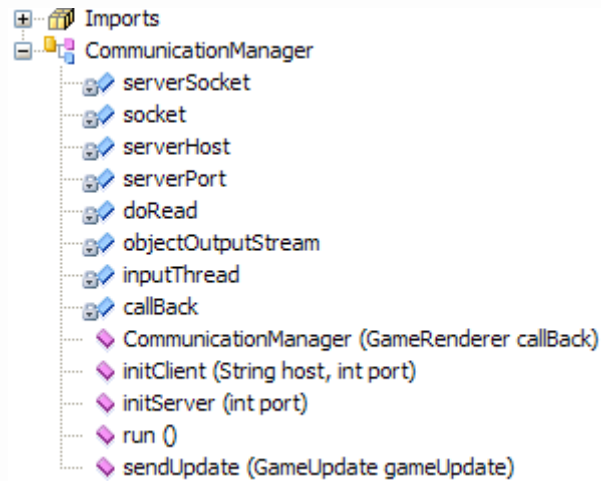 Imports
CommunicationManager
serverSocket
socket
serverHost
serverPort
doRead
objectOutputStream
inputThread
callBack
CommunicationManager (GameRenderer callBack)
initClient (String host, int port)
initServer (int port)
run ()
sendUpdate (GameUpdate gameUpdate)